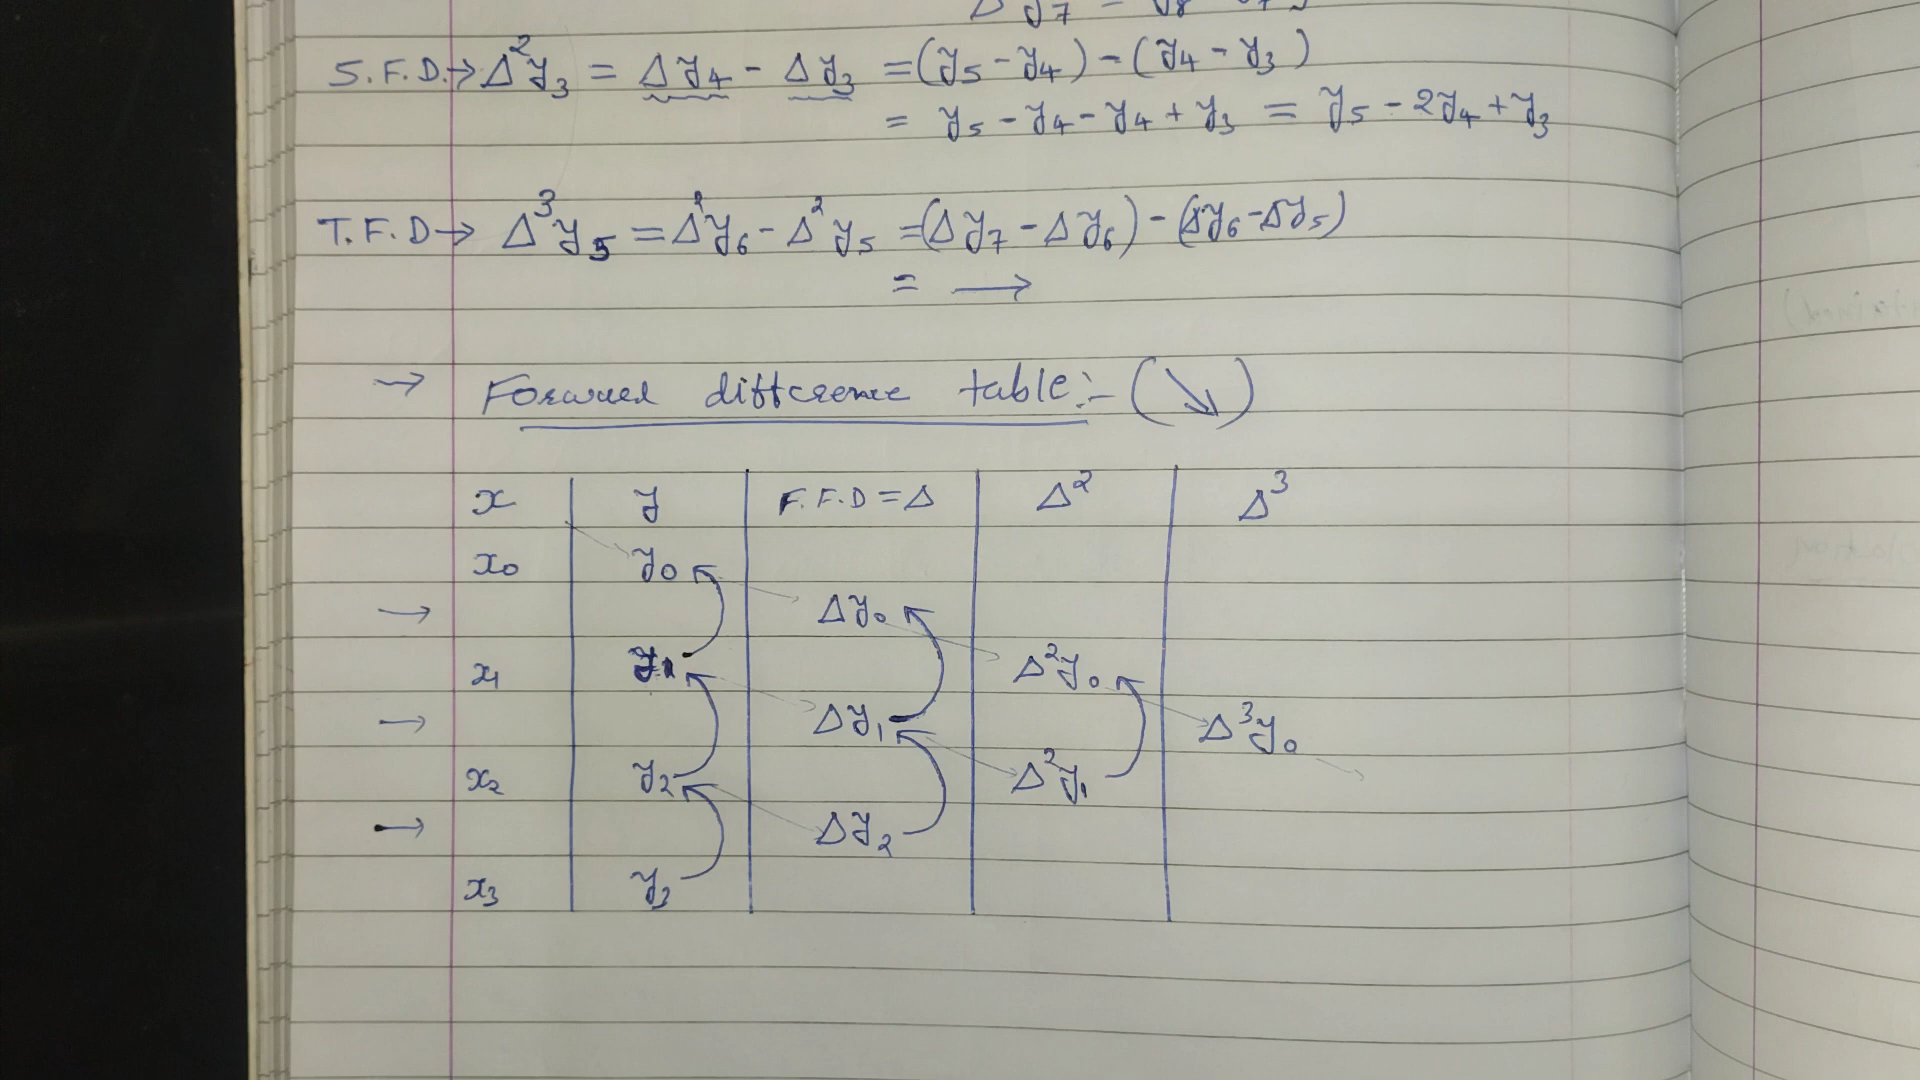 S.F.D.→ Δ²y₃ = Δy₄ - Δy₃ = (y₅ - y₄) - (y₄ - y₃)
= y₅ - y₄ - y₄ + y₃ = y₅ - 2y₄ + y₃
T.F.D → Δ³y₅ = Δ²y₆ - Δ²y₅ = (Δy₇ - Δy₆) - (Δy₆ - Δy₅)
= →
→ Forward difference table:- (↘)
x y F.F.D = Δ Δ² Δ³
x₀ y₀
→ Δy₀
x₁ y₁ Δ²y₀
→ Δy₁ Δ³y₀
x₂ y₂ Δ²y₁
→ Δy₂
x₃ y₃